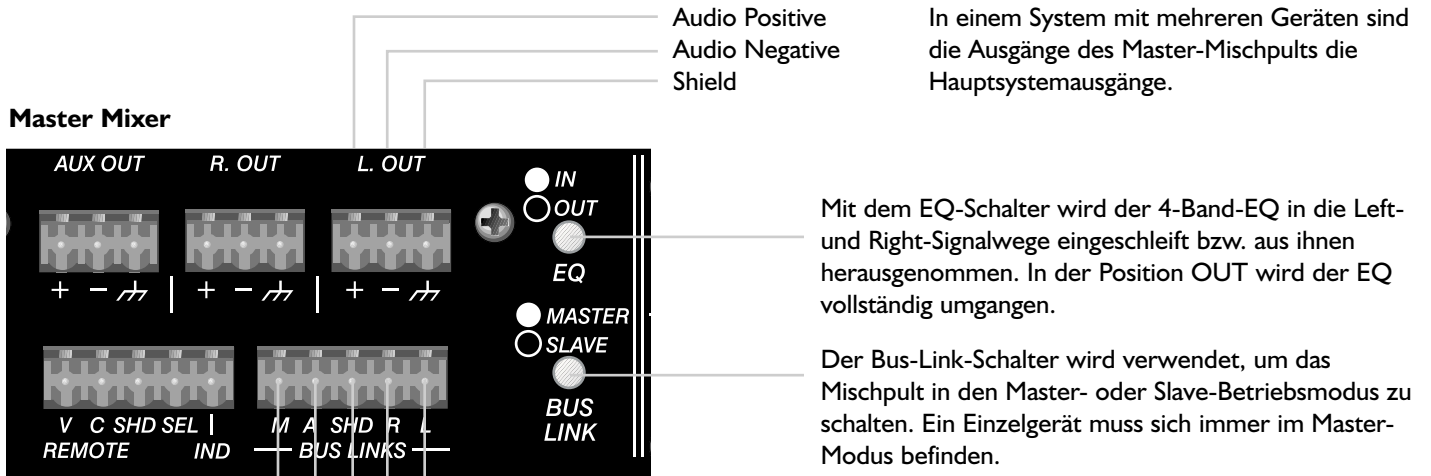 Audio Positive
Audio Negative
Shield
In einem System mit mehreren Geräten sind
die Ausgänge des Master-Mischpults die
Hauptsystemausgänge.
Master Mixer
AUX OUT R. OUT L. OUT
IN
OUT
EQ
+ − + − + −
MASTER
SLAVE
BUS
LINK
V C SHD SEL I M A SHD R L
REMOTE IND BUS LINKS
Mit dem EQ-Schalter wird der 4-Band-EQ in die Left-
und Right-Signalwege eingeschleift bzw. aus ihnen
herausgenommen. In der Position OUT wird der EQ
vollständig umgangen.
Der Bus-Link-Schalter wird verwendet, um das
Mischpult in den Master- oder Slave-Betriebsmodus zu
schalten. Ein Einzelgerät muss sich immer im Master-
Modus befinden.